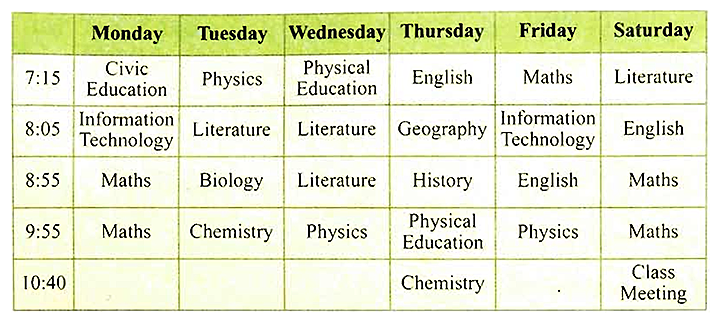 Monday Tuesday Wednesday Thursday Friday Saturday
7:15 Civic Education Physics Physical Education English Maths Literature
8:05 Information Technology Literature Literature Geography Information Technology English
8:55 Maths Biology Literature History English Maths
9:55 Maths Chemistry Physics Physical Education Physics Maths
10:40 Chemistry Class Meeting